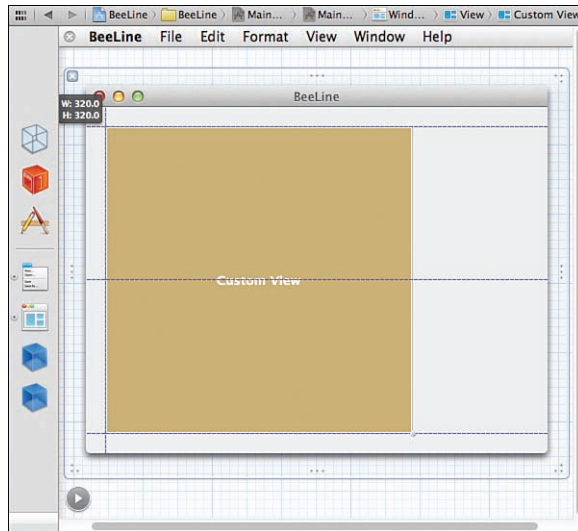 BeeLine BeeLine Main... Main... Wind... View Custom View
BeeLine File Edit Format View Window Help
BeeLine
W: 320.0
H: 320.0
Custom View